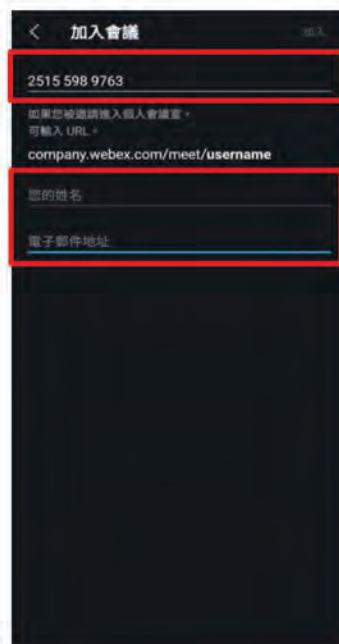 加入會議 加入
2515 598 9763
如果您被邀請進入個人會議室，
可輸入 URL。
company.webex.com/meet/username
您的姓名
電子郵件地址